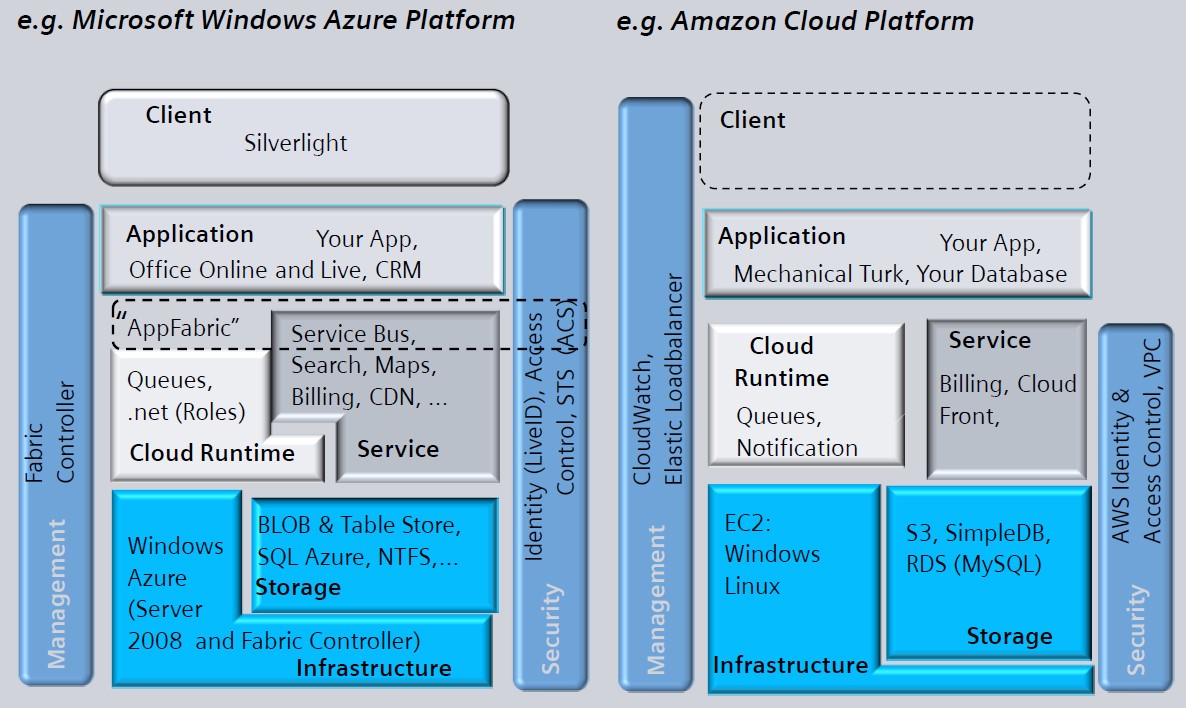 e.g. Microsoft Windows Azure Platform
Client
Silverlight
Application Your App,
Office Online and Live, CRM
“AppFabric”
Service Bus,
Search, Maps,
Billing, CDN, ...
Service
Queues,
.net (Roles)
Cloud Runtime
Windows
Azure
(Server
2008 and Fabric Controller)
Infrastructure
BLOB & Table Store,
SQL Azure, NTFS,...
Storage
Fabric
Controller
Management
Identity (LiveID), Access
Control, STS (ACS)
Security
e.g. Amazon Cloud Platform
Client
Application Your App,
Mechanical Turk, Your Database
Cloud
Runtime
Queues,
Notification
Service
Billing, Cloud
Front,
EC2:
Windows
Linux
Infrastructure
S3, SimpleDB,
RDS (MySQL)
Storage
CloudWatch,
Elastic Loadbalancer
Management
AWS Identity &
Access Control, VPC
Security